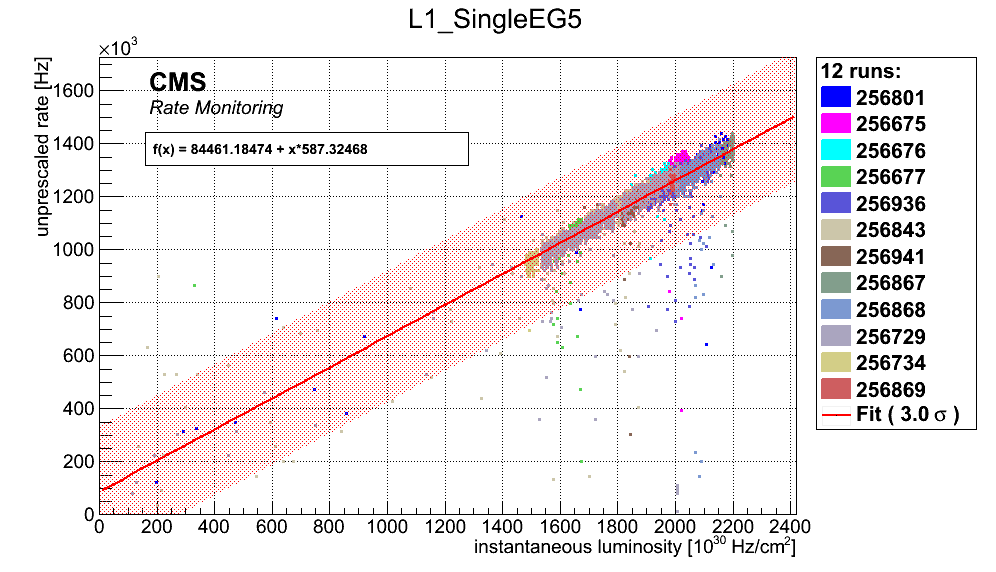 L1_SingleEG5
×10³
unprescaled rate [Hz]
1600
1400
1200
1000
800
600
400
200
0
CMS
Rate Monitoring
f(x) = 84461.18474 + x*587.32468
0 200 400 600 800 1000 1200 1400 1600 1800 2000 2200 2400
instantaneous luminosity [10³⁰ Hz/cm²]
12 runs:
256801
256675
256676
256677
256936
256843
256941
256867
256868
256729
256734
256869
Fit ( 3.0 σ )